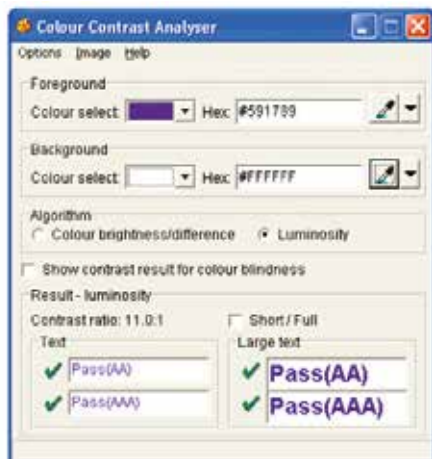 Colour Contrast Analyser
Options Image Help
Foreground
Colour select: Hex: #591789
Background
Colour select: Hex: #FFFFFF
Algorithm
Colour brightness/difference Luminosity
Show contrast result for colour blindness
Result - luminosity
Contrast ratio: 11.0:1 Short / Full
Text Large text
Pass(AA) Pass(AA)
Pass(AAA) Pass(AAA)